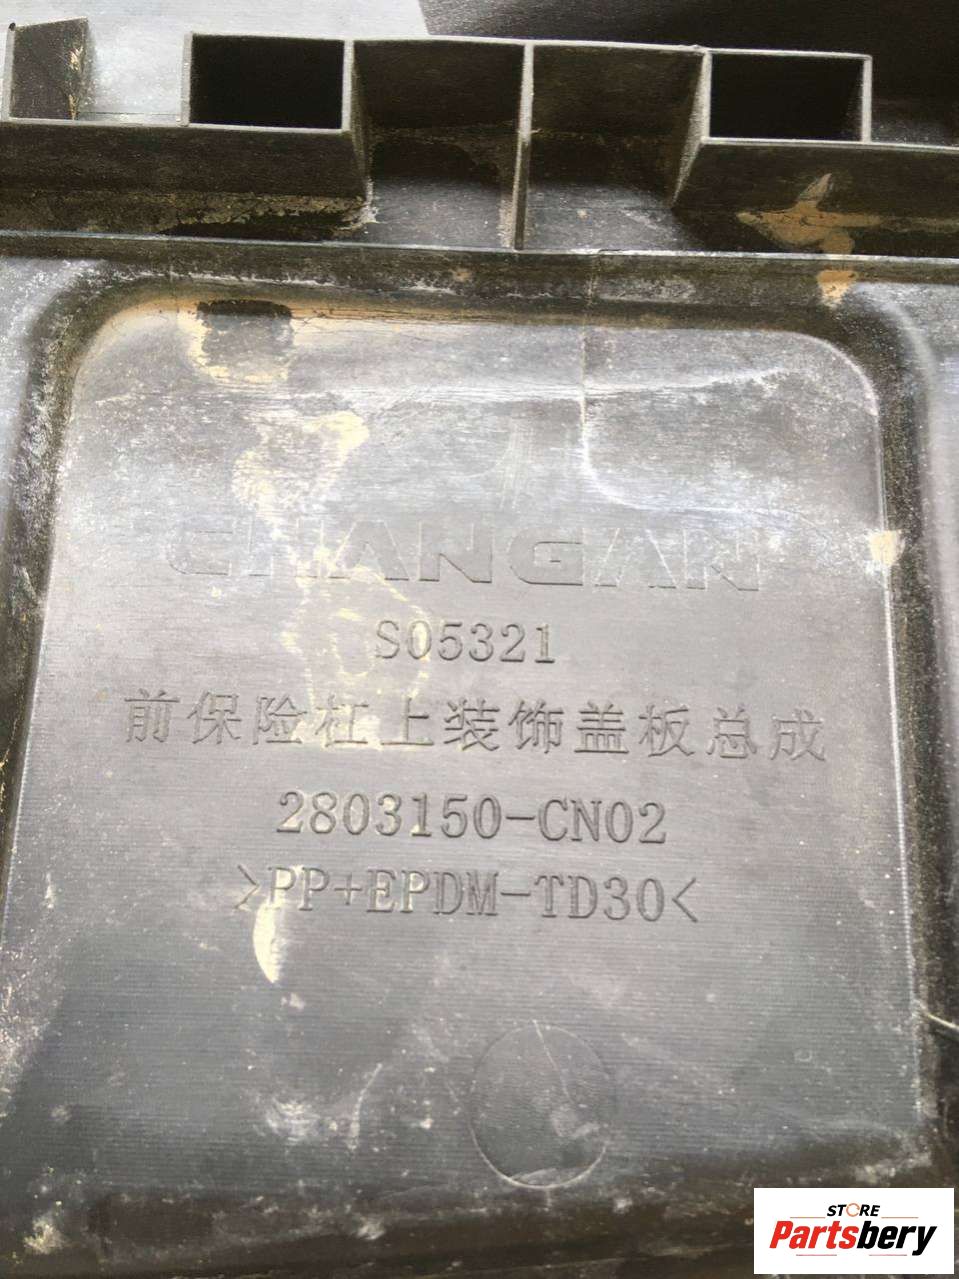 CHANGAN
S05321
前保险杠上装饰盖板总成
2803150-CN02
>PP+EPDM-TD30<
STORE
Partsbery